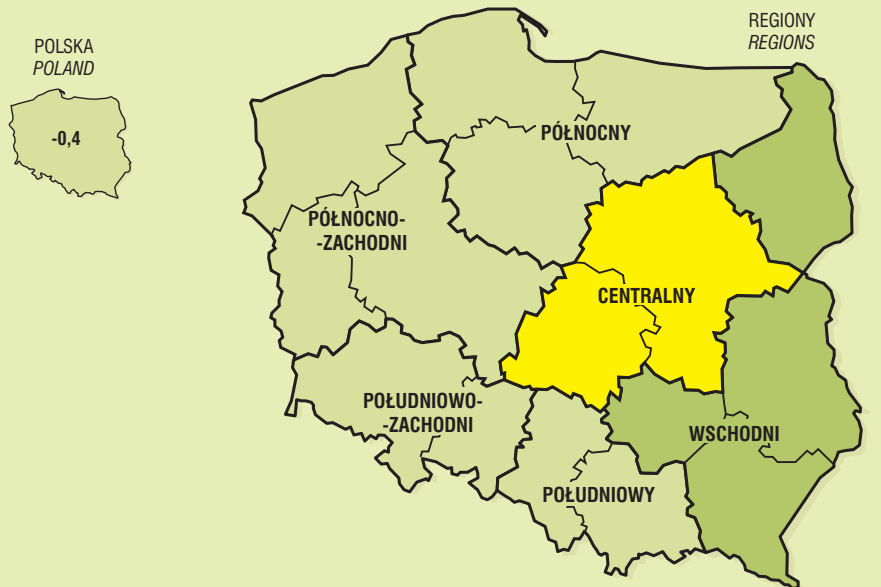 POLSKA
POLAND
-0,4
REGIONY
REGIONS
PÓŁNOCNY
PÓŁNOCNO-
-ZACHODNI
CENTRALNY
POŁUDNIOWO-
-ZACHODNI
WSCHODNI
POŁUDNIOWY